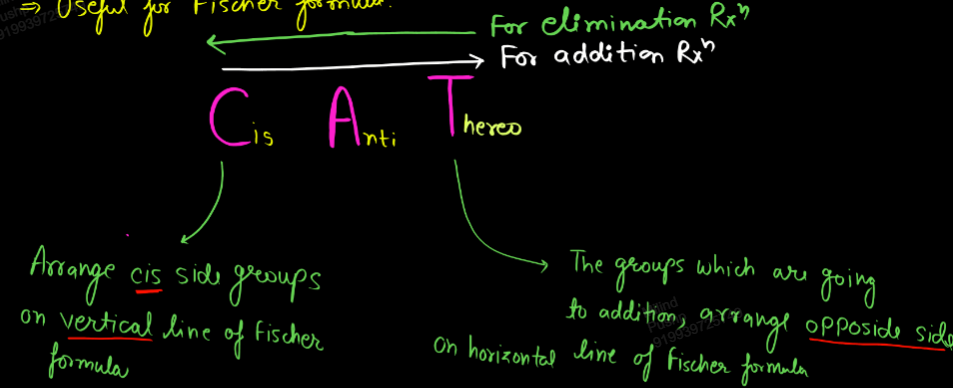 ⇒ Useful for Fischer formula.
For elimination Rxⁿ
For addition Rxⁿ
Cis Anti Thereo
Arrange cis side groups
on vertical line of Fischer
formula
The groups which are going
to addition, arrange opposide side
on horizontal line of Fischer formula